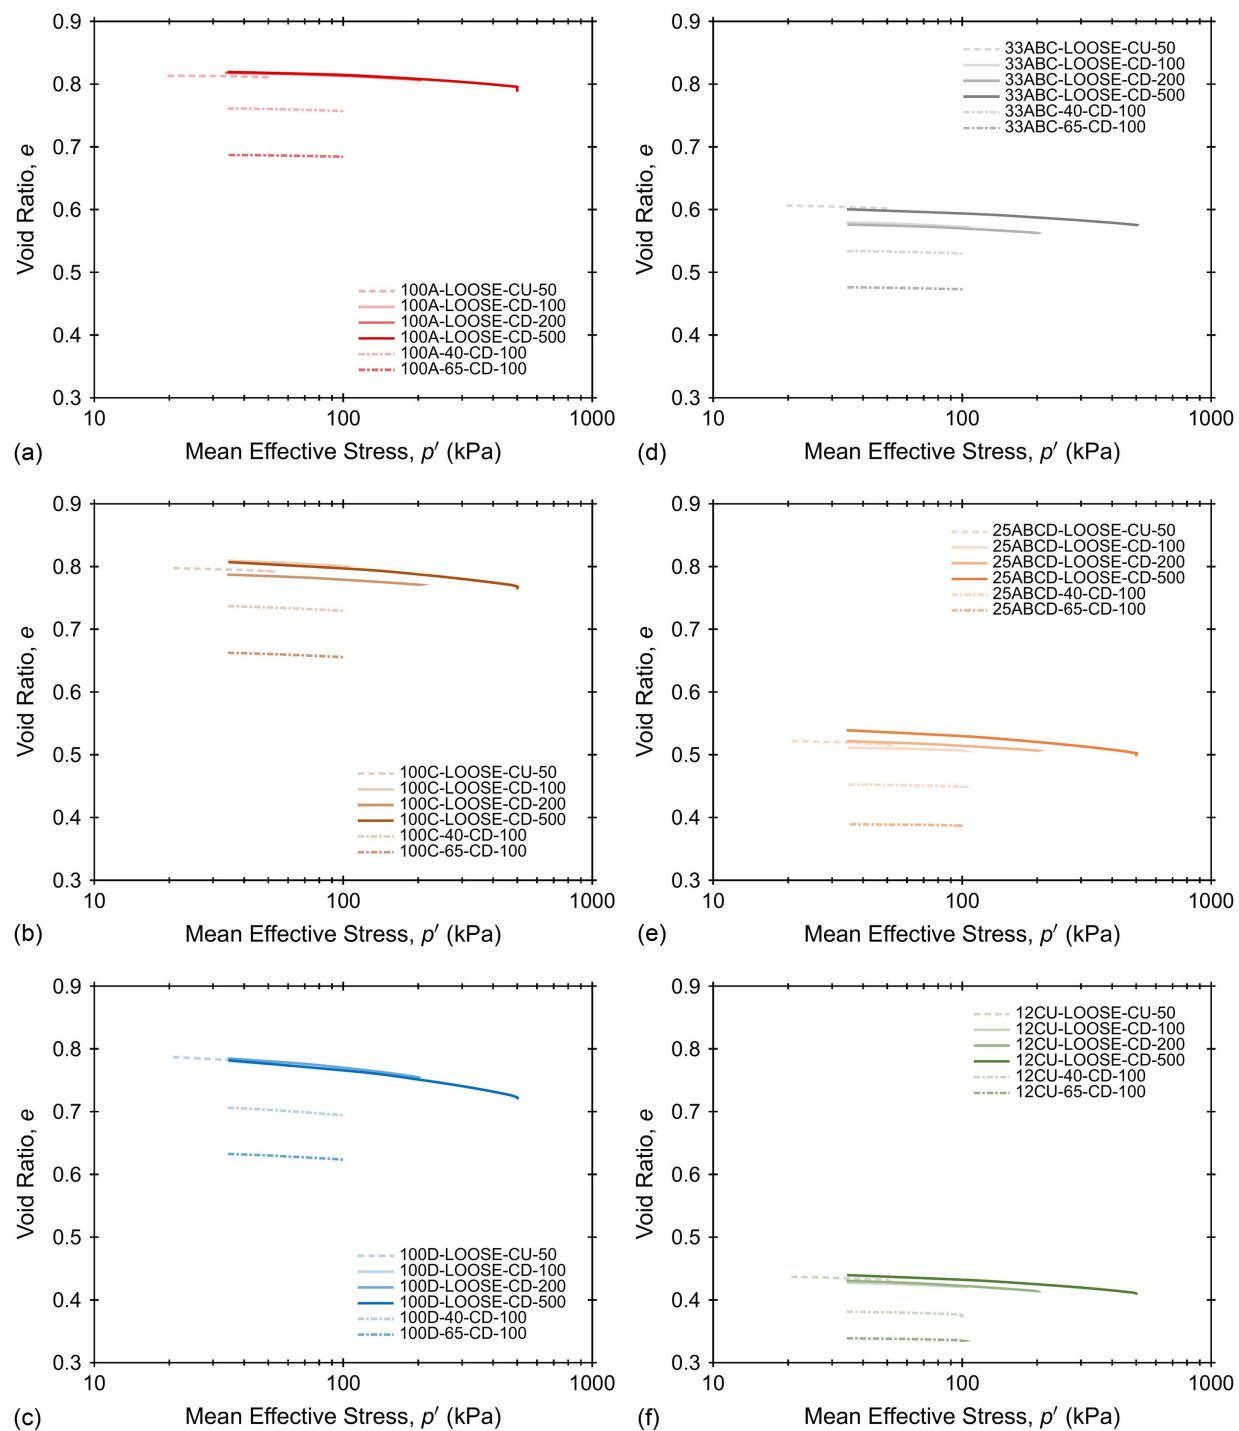 0.9
0.8
0.7
0.6
0.5
0.4
0.3
Void Ratio, e
100A-LOOSE-CU-50
100A-LOOSE-CD-100
100A-LOOSE-CD-200
100A-LOOSE-CD-500
100A-40-CD-100
100A-65-CD-100
10
100
1000
(a)
Mean Effective Stress, p′ (kPa)
0.9
0.8
0.7
0.6
0.5
0.4
0.3
Void Ratio, e
33ABC-LOOSE-CU-50
33ABC-LOOSE-CD-100
33ABC-LOOSE-CD-200
33ABC-LOOSE-CD-500
33ABC-40-CD-100
33ABC-65-CD-100
10
100
1000
(d)
Mean Effective Stress, p′ (kPa)
0.9
0.8
0.7
0.6
0.5
0.4
0.3
Void Ratio, e
100C-LOOSE-CU-50
100C-LOOSE-CD-100
100C-LOOSE-CD-200
100C-LOOSE-CD-500
100C-40-CD-100
100C-65-CD-100
10
100
1000
(b)
Mean Effective Stress, p′ (kPa)
0.9
0.8
0.7
0.6
0.5
0.4
0.3
Void Ratio, e
25ABCD-LOOSE-CU-50
25ABCD-LOOSE-CD-100
25ABCD-LOOSE-CD-200
25ABCD-LOOSE-CD-500
25ABCD-40-CD-100
25ABCD-65-CD-100
10
100
1000
(e)
Mean Effective Stress, p′ (kPa)
0.9
0.8
0.7
0.6
0.5
0.4
0.3
Void Ratio, e
100D-LOOSE-CU-50
100D-LOOSE-CD-100
100D-LOOSE-CD-200
100D-LOOSE-CD-500
100D-40-CD-100
100D-65-CD-100
10
100
1000
(c)
Mean Effective Stress, p′ (kPa)
0.9
0.8
0.7
0.6
0.5
0.4
0.3
Void Ratio, e
12CU-LOOSE-CU-50
12CU-LOOSE-CD-100
12CU-LOOSE-CD-200
12CU-LOOSE-CD-500
12CU-40-CD-100
12CU-65-CD-100
10
100
1000
(f)
Mean Effective Stress, p′ (kPa)